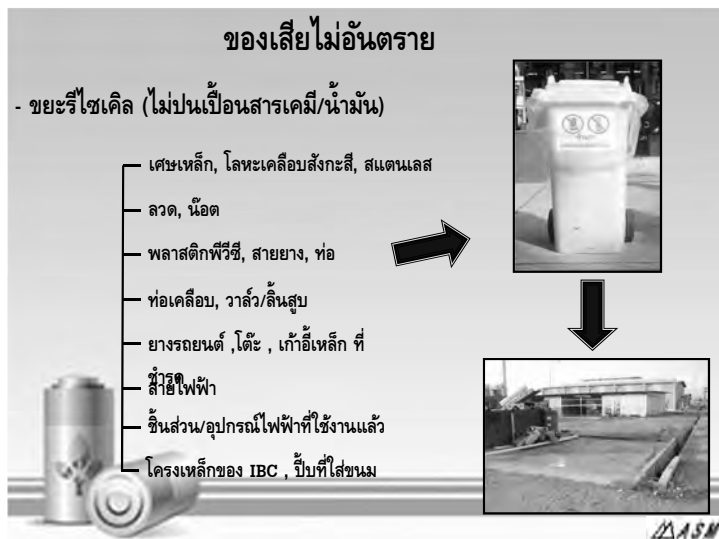 ของเสียไม่อันตราย
- ขยะรีไซเคิล (ไม่ปนเปื้อนสารเคมี/น้ำมัน)
เศษเหล็ก, โลหะเคลือบสังกะสี, สแตนเลส
ลวด, น๊อต
พลาสติกพีวีซี, สายยาง, ท่อ
ท่อเคลือบ, วาล์ว/ลิ้นสูบ
ยางรถยนต์ ,โต๊ะ , เก้าอี้เหล็ก ที่
ชำรุด
สายไฟฟ้า
ชิ้นส่วน/อุปกรณ์ไฟฟ้าที่ใช้งานแล้ว
โครงเหล็กของ IBC , ปี๊บที่ใส่ขนม
ASM